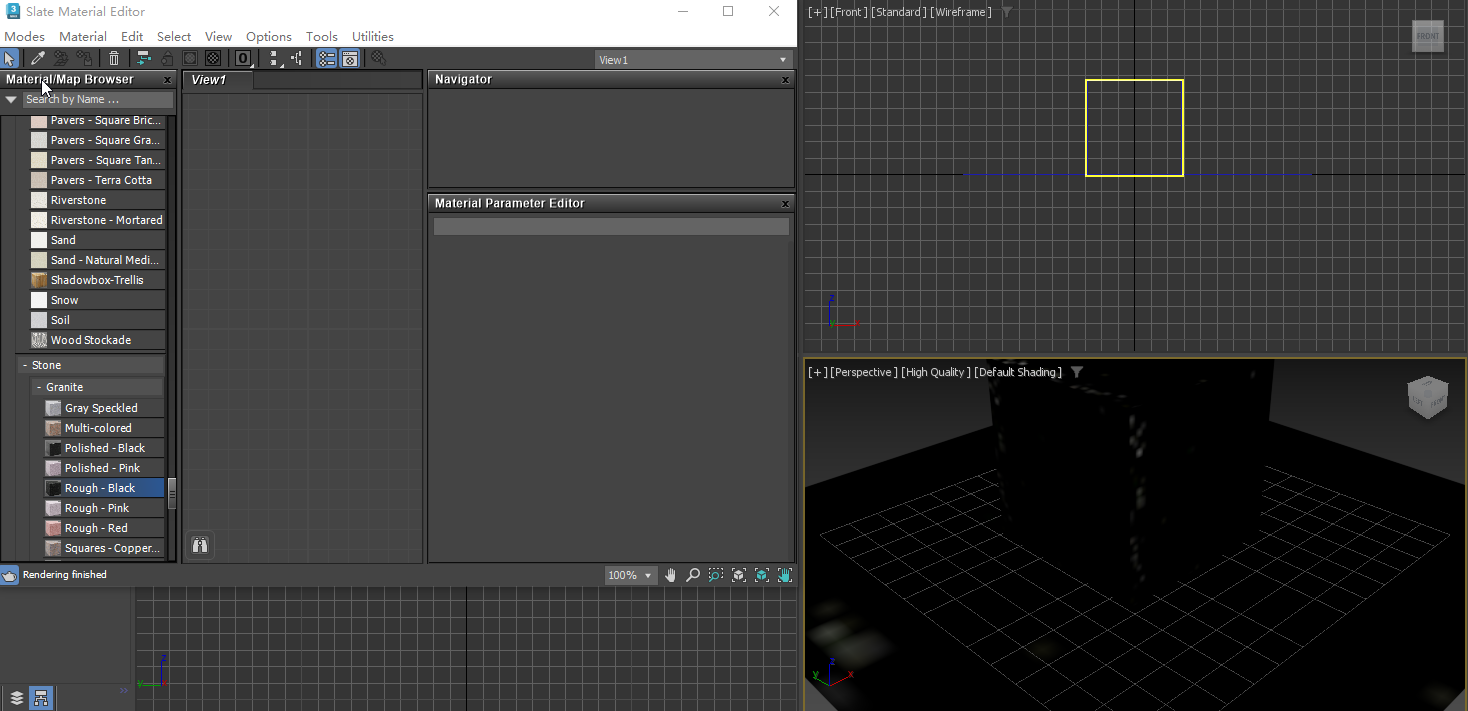 Slate Material Editor
Modes Material Edit Select View Options Tools Utilities
View1
Material/Map Browser
Search by Name ...
Pavers - Square Bric...
Pavers - Square Gra...
Pavers - Square Tan...
Pavers - Terra Cotta
Riverstone
Riverstone - Mortared
Sand
Sand - Natural Medi...
Shadowbox-Trellis
Snow
Soil
Wood Stockade
- Stone
- Granite
Gray Speckled
Multi-colored
Polished - Black
Polished - Pink
Rough - Black
Rough - Pink
Rough - Red
Squares - Copper...
View1
Navigator
Material Parameter Editor
Rendering finished
100%
z
y
x
[+] [Front] [Standard] [Wireframe]
FRONT
z
y
x
[+] [Perspective] [High Quality] [Default Shading]
FRONT
z
y
x